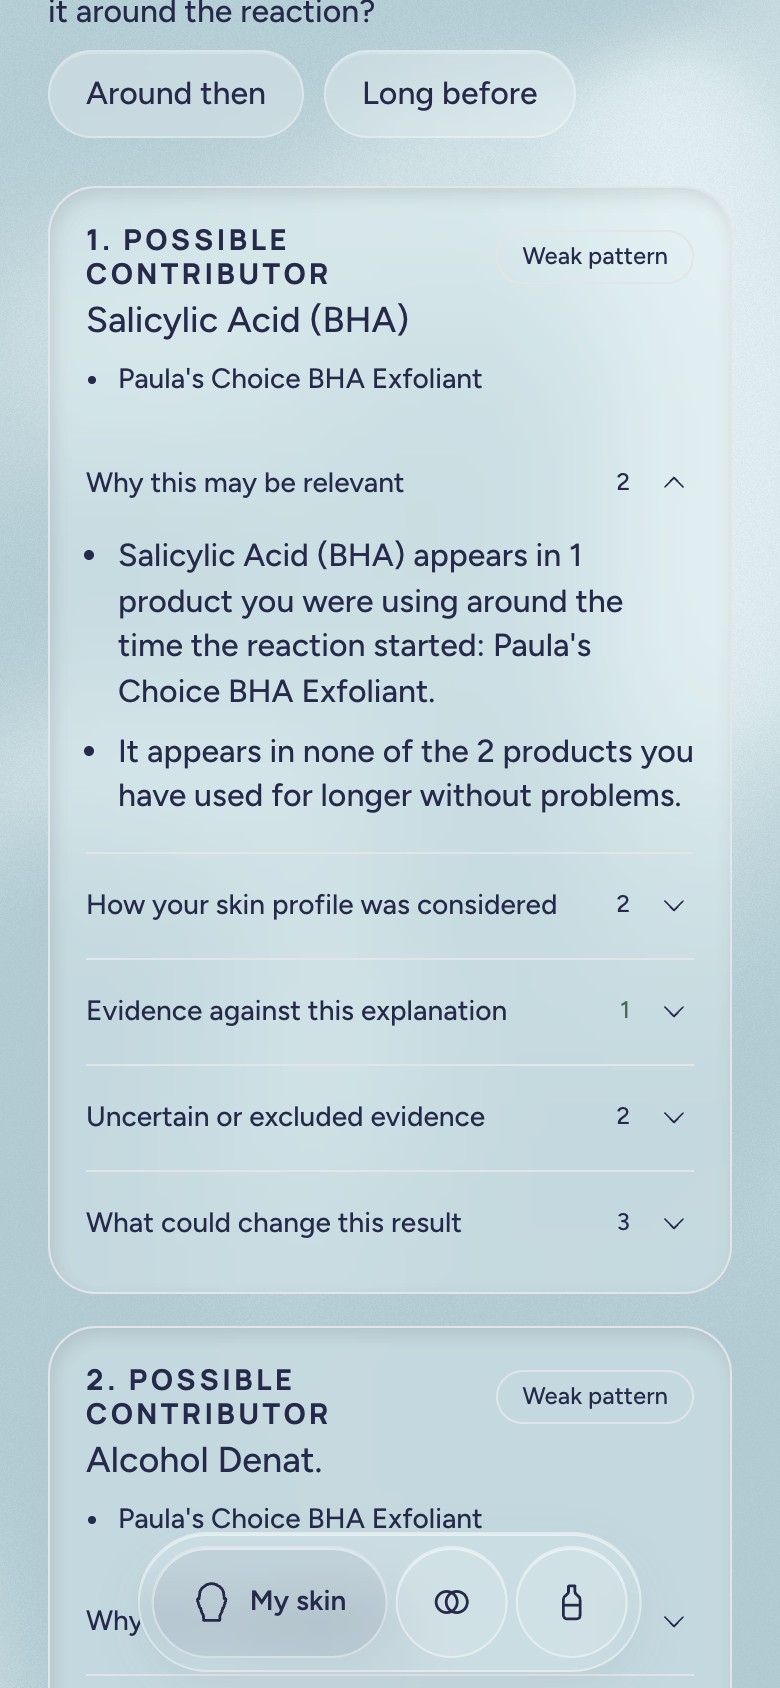 it around the reaction?
Around then
Long before
1. POSSIBLE
CONTRIBUTOR
Weak pattern
Salicylic Acid (BHA)
• Paula's Choice BHA Exfoliant
Why this may be relevant 2
• Salicylic Acid (BHA) appears in 1
product you were using around the
time the reaction started: Paula's
Choice BHA Exfoliant.
• It appears in none of the 2 products you
have used for longer without problems.
How your skin profile was considered 2
Evidence against this explanation 1
Uncertain or excluded evidence 2
What could change this result 3
2. POSSIBLE
CONTRIBUTOR
Weak pattern
Alcohol Denat.
• Paula's Choice BHA Exfoliant
Why
My skin